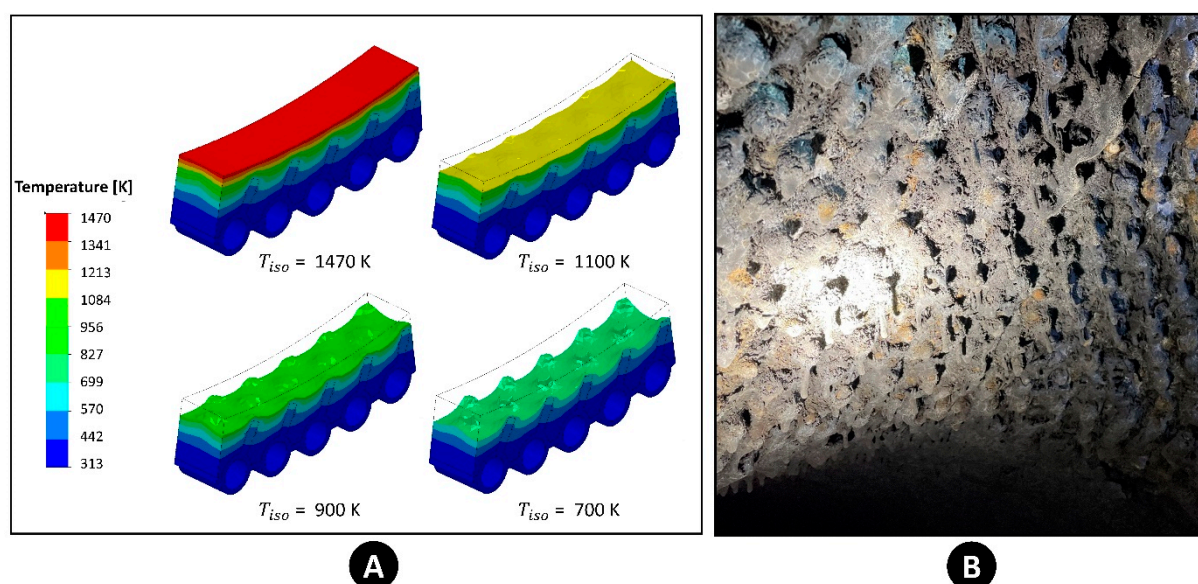 Temperature [K]
1470
1341
1213
1084
956
827
699
570
442
313
T_iso = 1470 K
T_iso = 1100 K
T_iso = 900 K
T_iso = 700 K
A
B